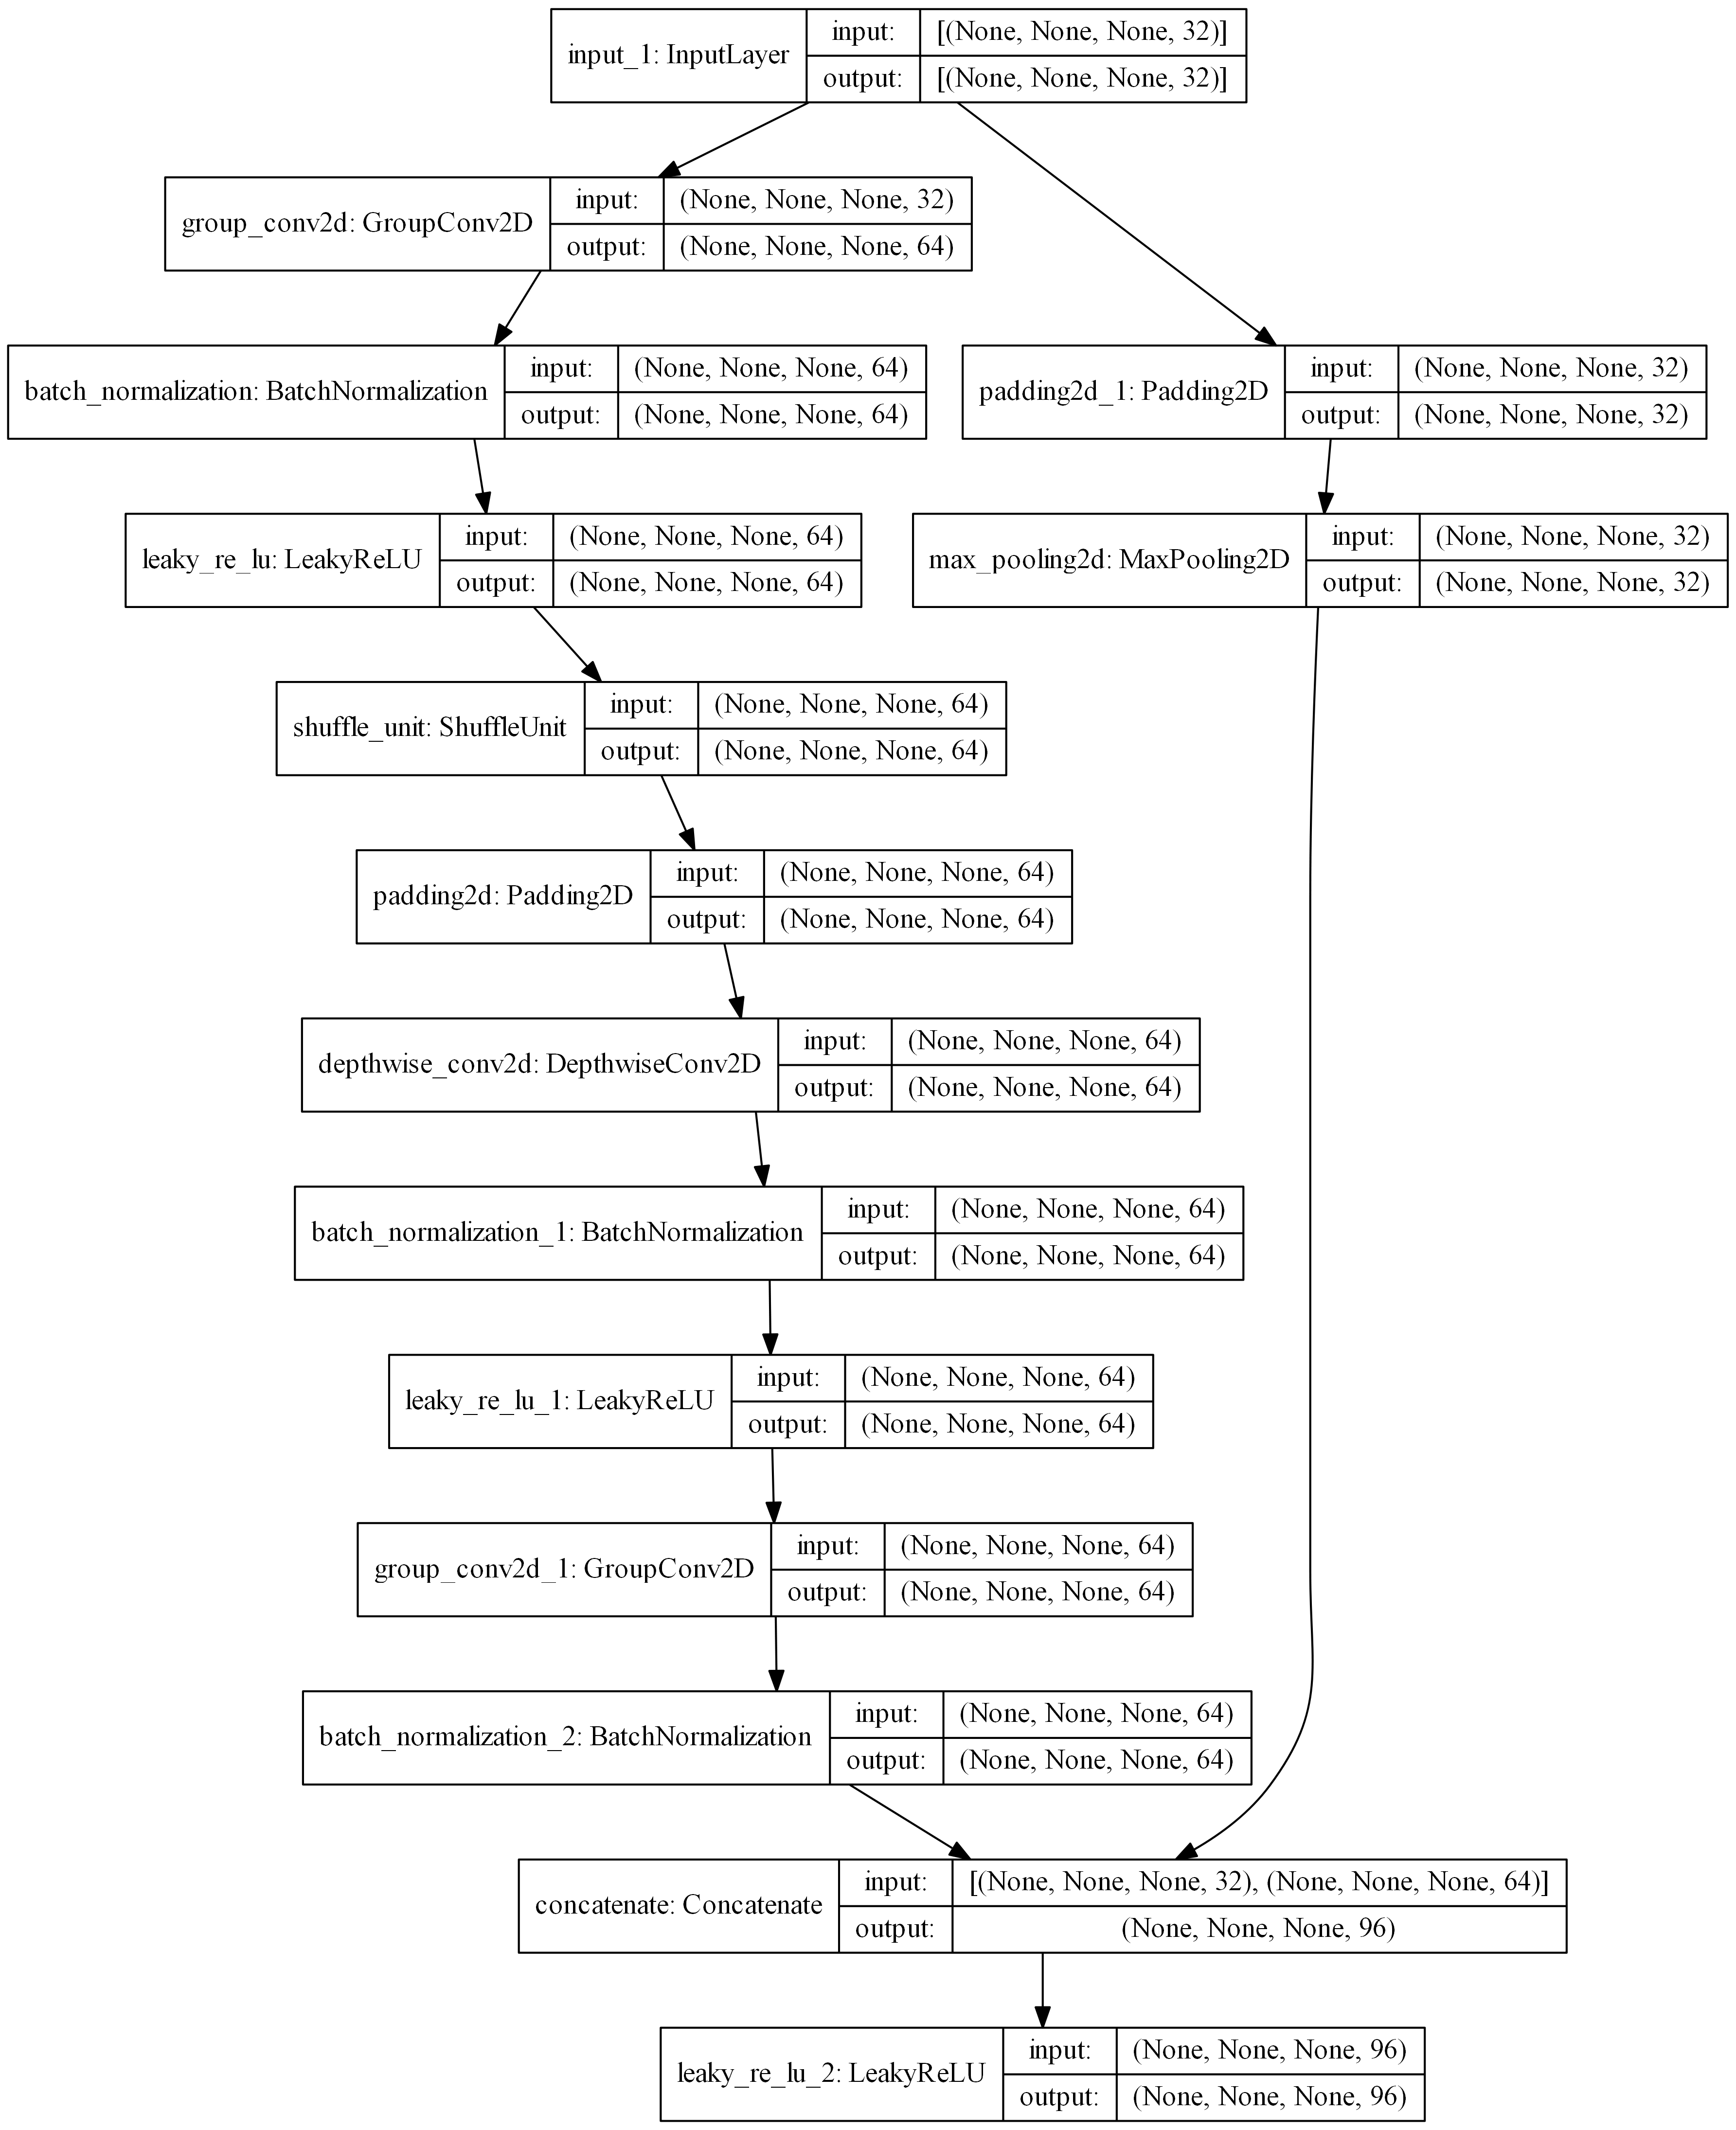 input_1: InputLayer
input: [(None, None, None, 32)]
output: [(None, None, None, 32)]
group_conv2d: GroupConv2D
input: (None, None, None, 32)
output: (None, None, None, 64)
batch_normalization: BatchNormalization
input: (None, None, None, 64)
output: (None, None, None, 64)
padding2d_1: Padding2D
input: (None, None, None, 32)
output: (None, None, None, 32)
leaky_re_lu: LeakyReLU
input: (None, None, None, 64)
output: (None, None, None, 64)
max_pooling2d: MaxPooling2D
input: (None, None, None, 32)
output: (None, None, None, 32)
shuffle_unit: ShuffleUnit
input: (None, None, None, 64)
output: (None, None, None, 64)
padding2d: Padding2D
input: (None, None, None, 64)
output: (None, None, None, 64)
depthwise_conv2d: DepthwiseConv2D
input: (None, None, None, 64)
output: (None, None, None, 64)
batch_normalization_1: BatchNormalization
input: (None, None, None, 64)
output: (None, None, None, 64)
leaky_re_lu_1: LeakyReLU
input: (None, None, None, 64)
output: (None, None, None, 64)
group_conv2d_1: GroupConv2D
input: (None, None, None, 64)
output: (None, None, None, 64)
batch_normalization_2: BatchNormalization
input: (None, None, None, 64)
output: (None, None, None, 64)
concatenate: Concatenate
input: [(None, None, None, 32), (None, None, None, 64)]
output: (None, None, None, 96)
leaky_re_lu_2: LeakyReLU
input: (None, None, None, 96)
output: (None, None, None, 96)